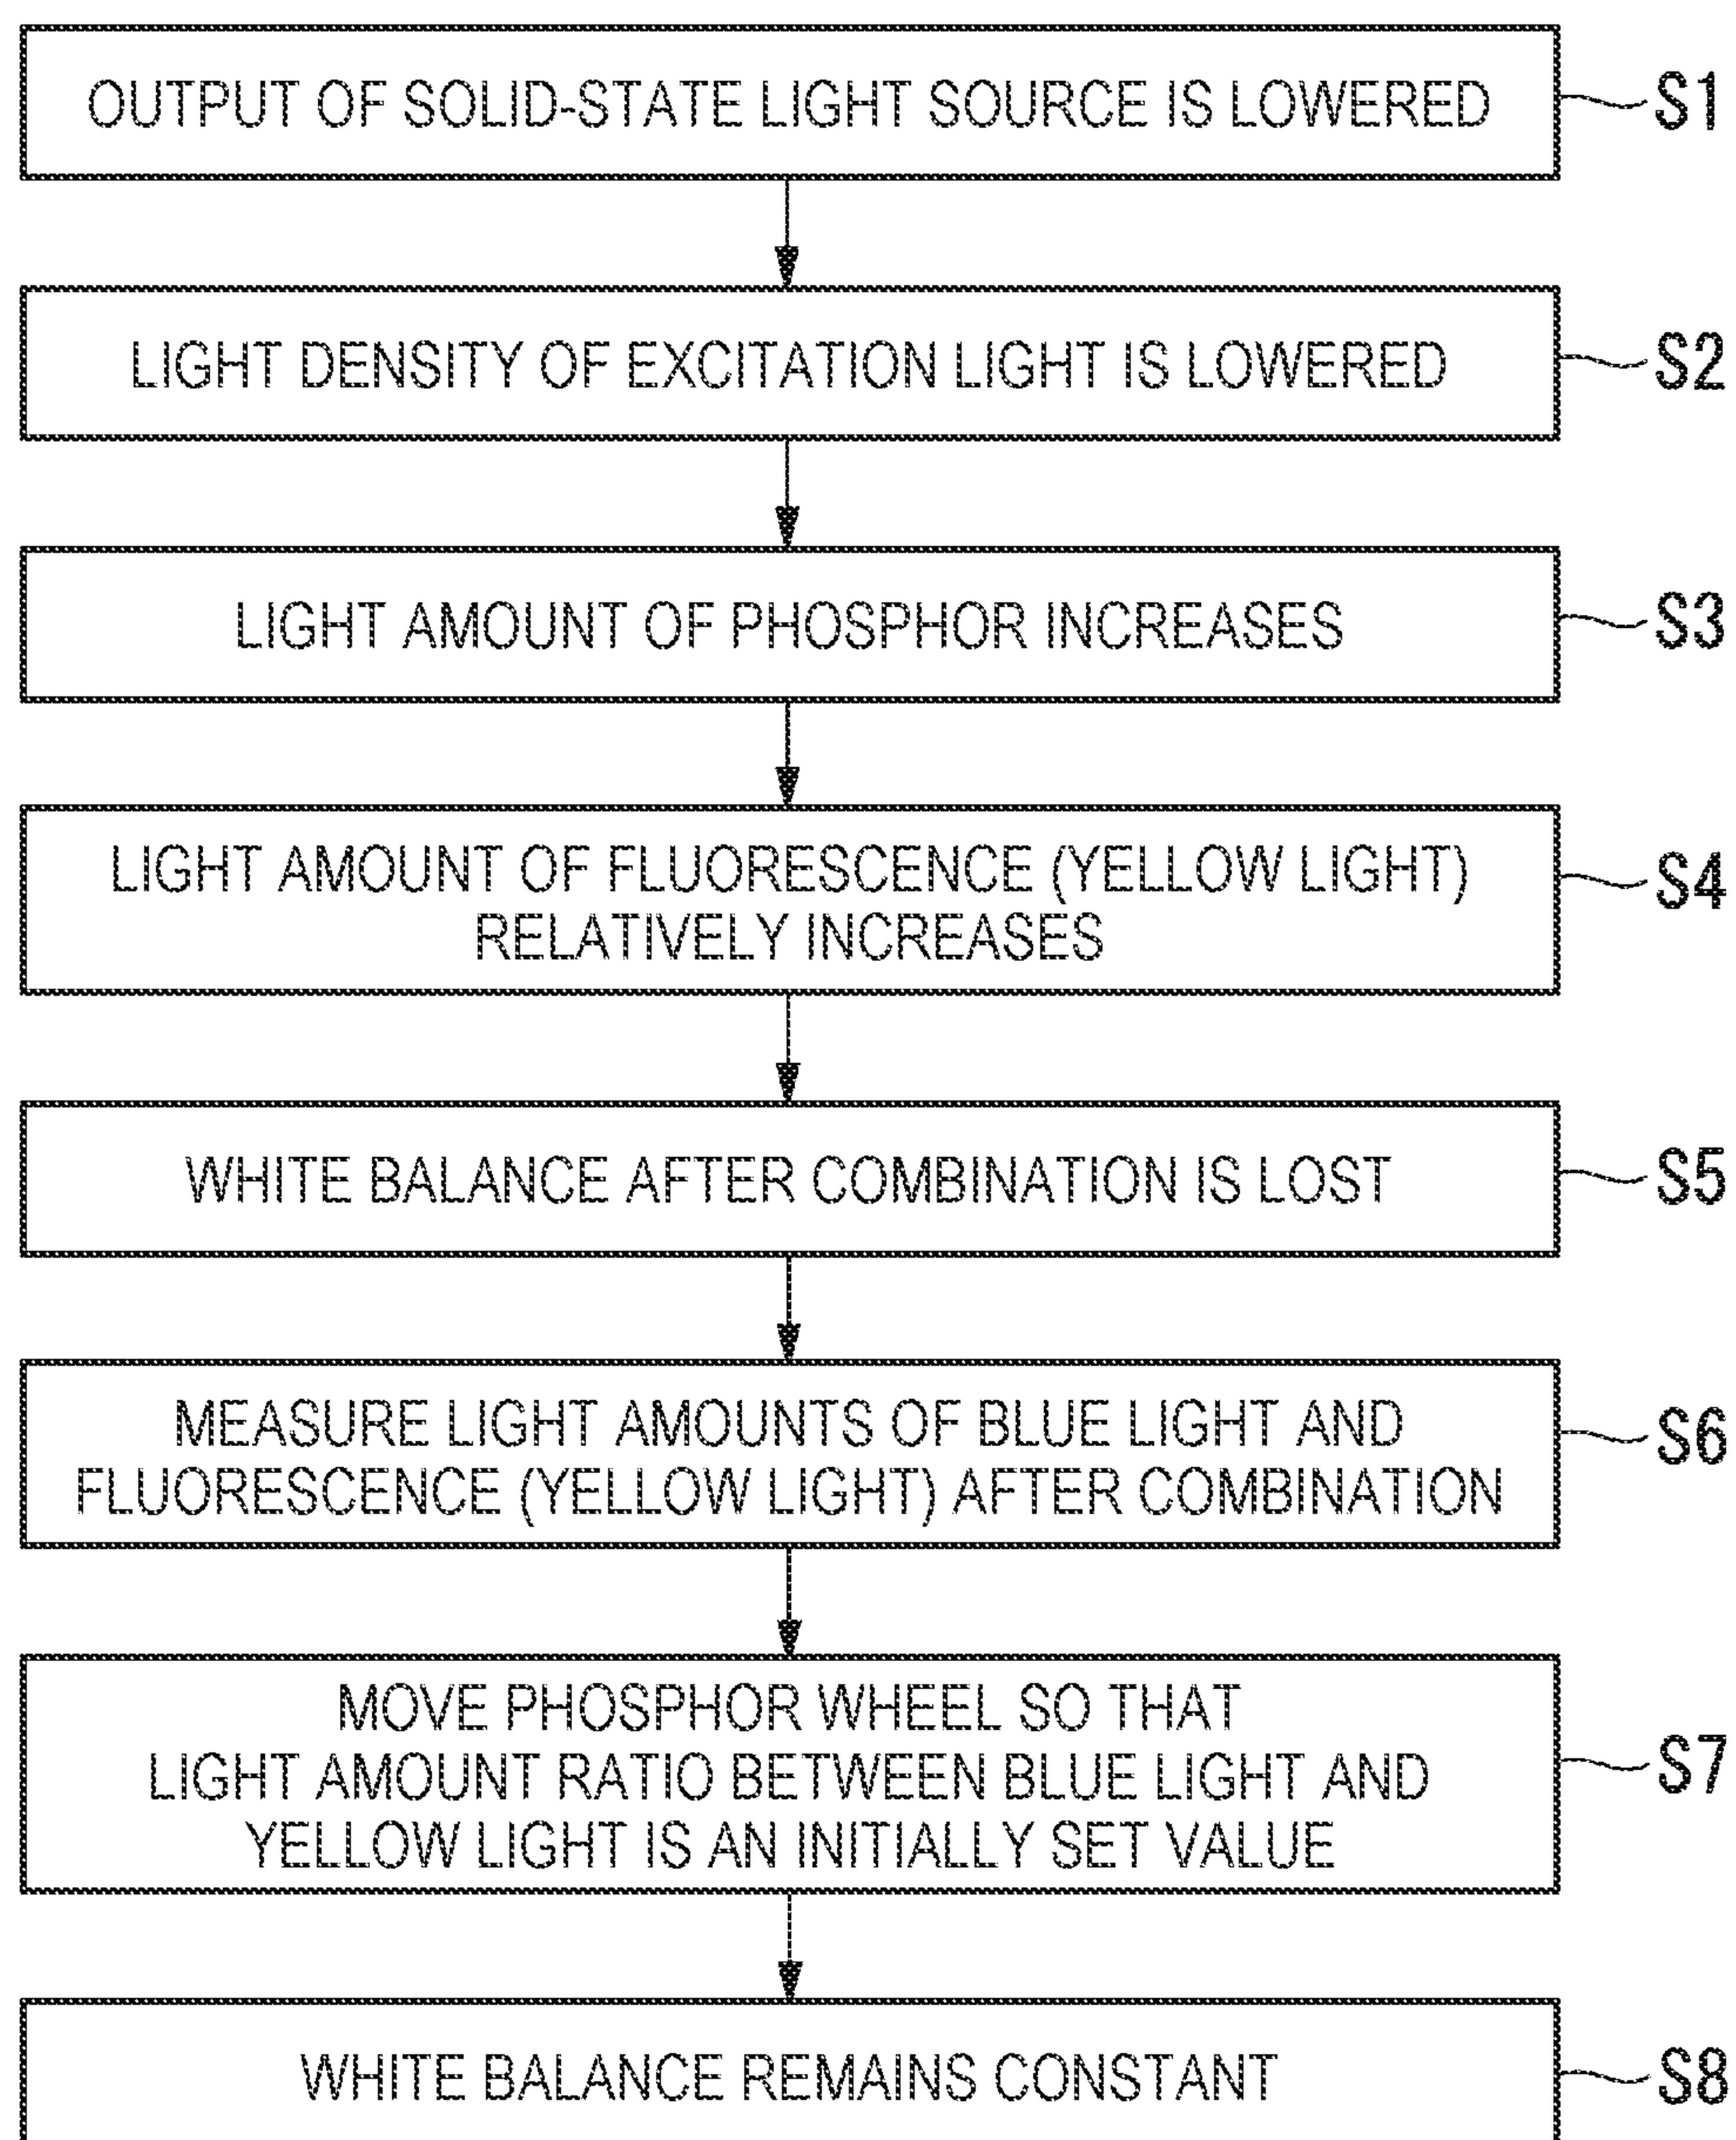 OUTPUT OF SOLID-STATE LIGHT SOURCE IS LOWERED
S1
LIGHT DENSITY OF EXCITATION LIGHT IS LOWERED
S2
LIGHT AMOUNT OF PHOSPHOR INCREASES
S3
LIGHT AMOUNT OF FLUORESCENCE (YELLOW LIGHT)
RELATIVELY INCREASES
S4
WHITE BALANCE AFTER COMBINATION IS LOST
S5
MEASURE LIGHT AMOUNTS OF BLUE LIGHT AND
FLUORESCENCE (YELLOW LIGHT) AFTER COMBINATION
S6
MOVE PHOSPHOR WHEEL SO THAT
LIGHT AMOUNT RATIO BETWEEN BLUE LIGHT AND
YELLOW LIGHT IS AN INITIALLY SET VALUE
S7
WHITE BALANCE REMAINS CONSTANT
S8